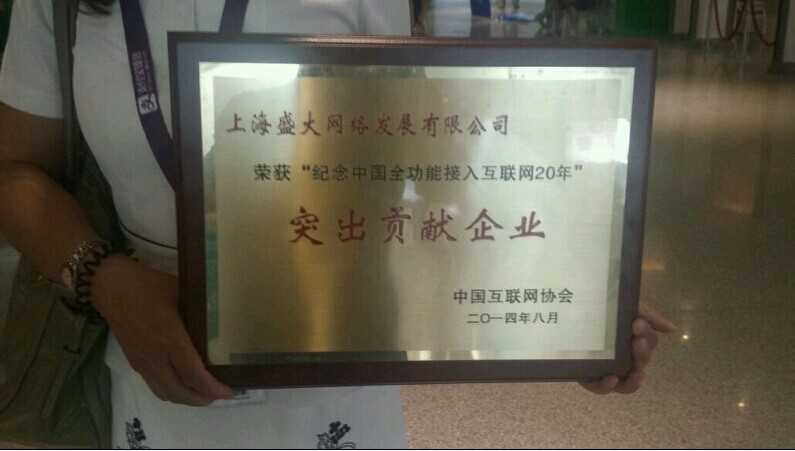 上海盛大网络发展有限公司
荣获“纪念中国全功能接入互联网20年”
突出贡献企业
中国互联网协会
二〇一四年八月